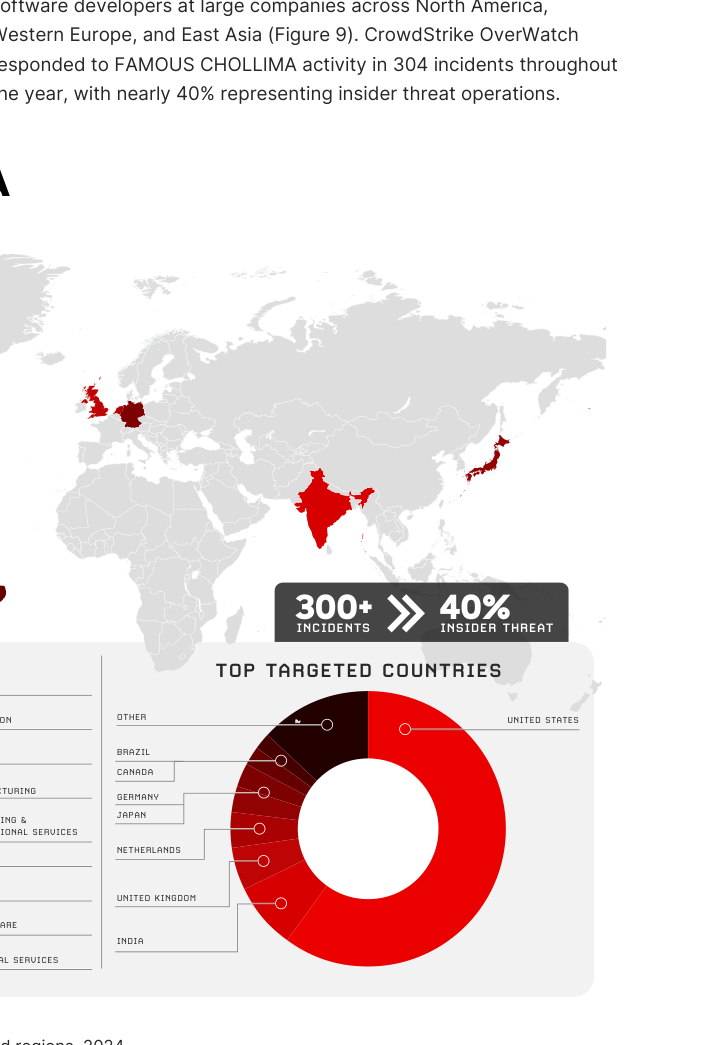 oftware developers at large companies across North America,
Western Europe, and East Asia (Figure 9). CrowdStrike OverWatch
esponded to FAMOUS CHOLLIMA activity in 304 incidents throughout
he year, with nearly 40% representing insider threat operations.
A
300+
INCIDENTS
40%
INSIDER THREAT
TOP TARGETED COUNTRIES
OTHER
UNITED STATES
BRAZIL
CANADA
GERMANY
JAPAN
NETHERLANDS
UNITED KINGDOM
INDIA
ON
CTURING
ING &
IONAL SERVICES
ARE
AL SERVICES
d regions, 2024